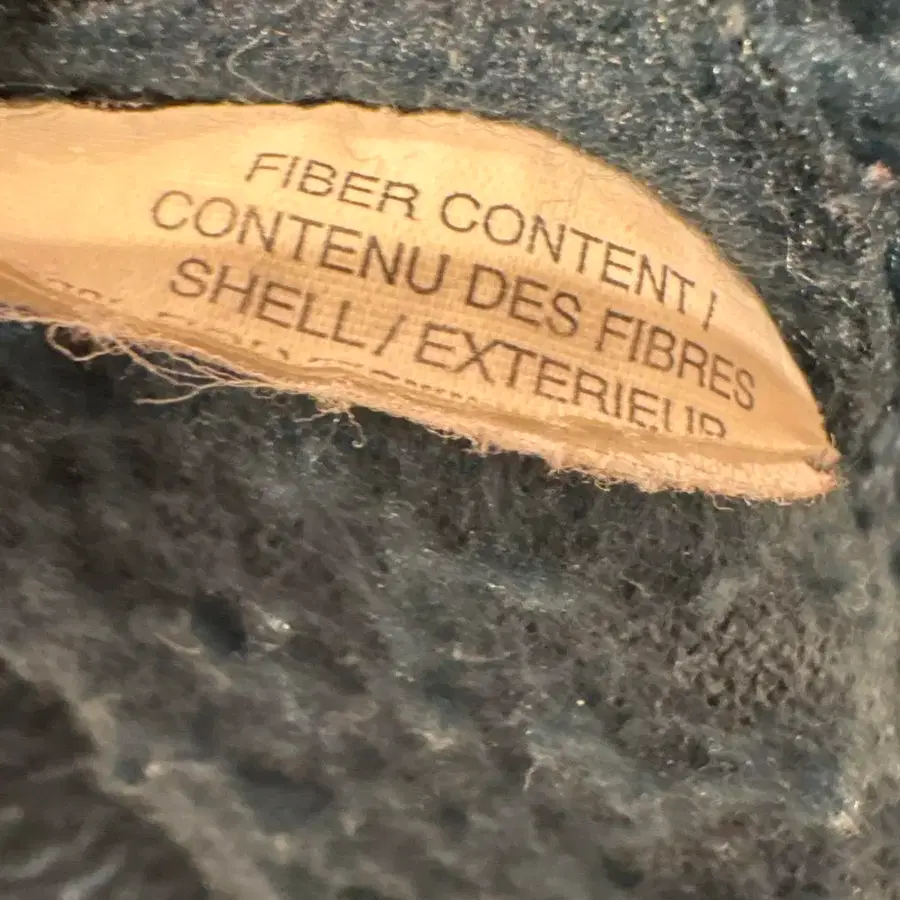 FIBER CONTENT /
CONTENU DES FIBRES
SHELL / EXTERIEUR